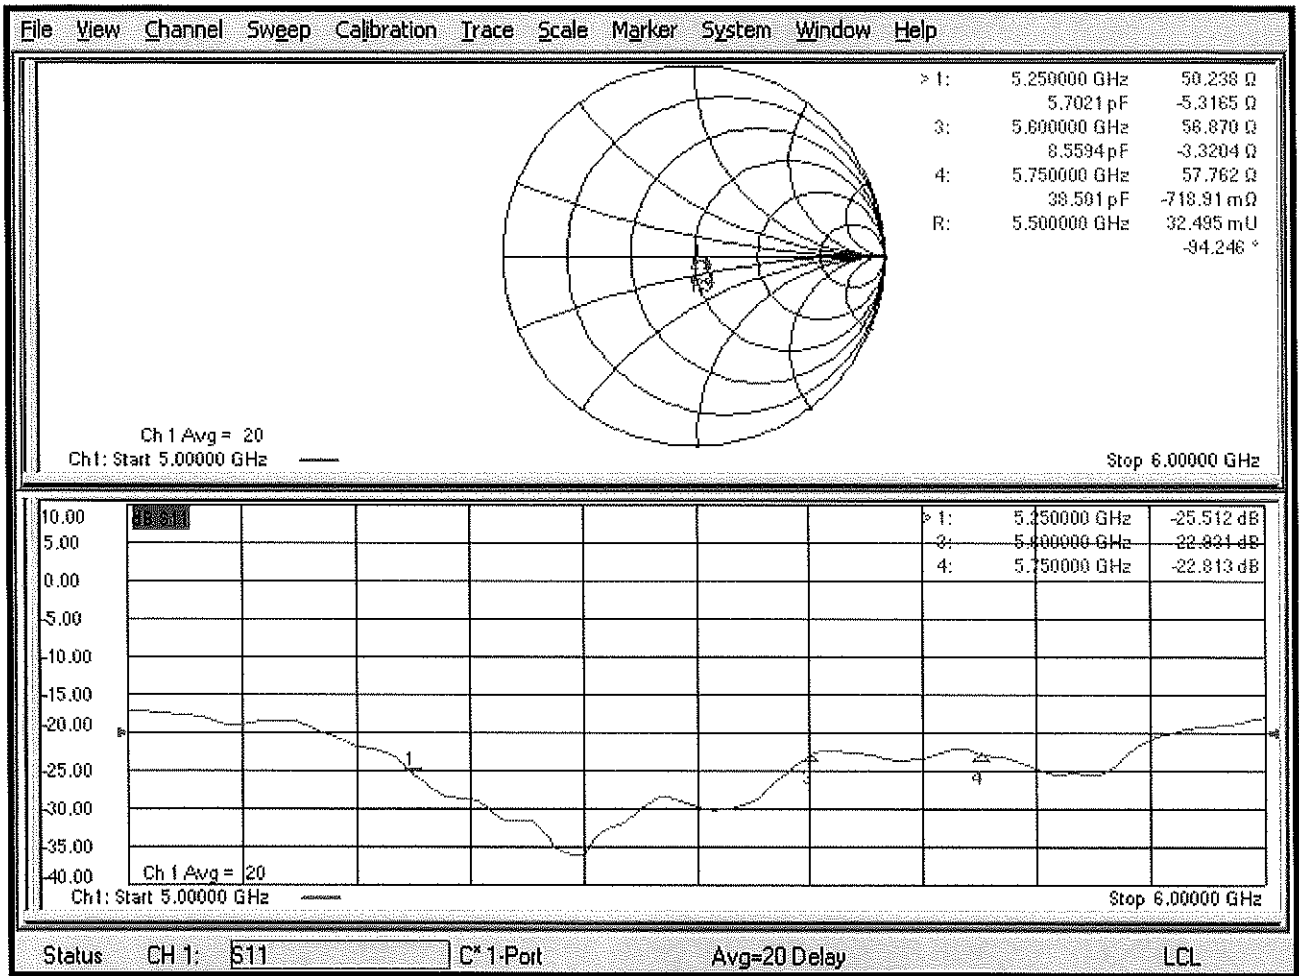 File View Channel Sweep Calibration Trace Scale Marker System Window Help
> 1: 5.250000 GHz 50.238 Ω
5.7021 pF -5.3165 Ω
3: 5.600000 GHz 56.870 Ω
8.5594 pF -3.3204 Ω
4: 5.750000 GHz 57.762 Ω
38.501 pF -718.91 mΩ
R: 5.500000 GHz 32.495 mU
-94.246 °
Ch 1 Avg = 20
Ch1: Start 5.00000 GHz
Stop 6.00000 GHz
10.00
dB S11
> 1: 5.250000 GHz -25.512 dB
5.00
3: 5.600000 GHz -22.931 dB
4: 5.750000 GHz -22.813 dB
0.00
-5.00
-10.00
-15.00
-20.00
1
-25.00
3
4
-30.00
-35.00
-40.00
Ch 1 Avg = 20
Ch1: Start 5.00000 GHz
Stop 6.00000 GHz
Status CH 1: S11 C* 1-Port Avg=20 Delay LCL